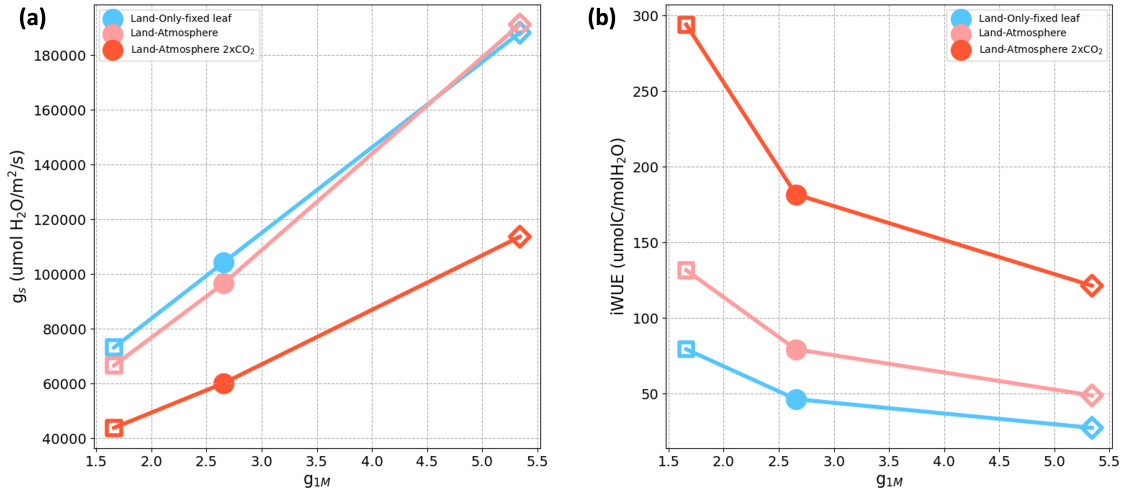 (a)
Land-Only-fixed leaf
Land-Atmosphere
Land-Atmosphere 2xCO₂
180000
160000
140000
120000
100000
80000
60000
40000
gₛ (umol H₂O/m²/s)
1.5 2.0 2.5 3.0 3.5 4.0 4.5 5.0 5.5
g₁M
(b)
Land-Only-fixed leaf
Land-Atmosphere
Land-Atmosphere 2xCO₂
300
250
200
150
100
50
iWUE (umolC/molH₂O)
1.5 2.0 2.5 3.0 3.5 4.0 4.5 5.0 5.5
g₁M